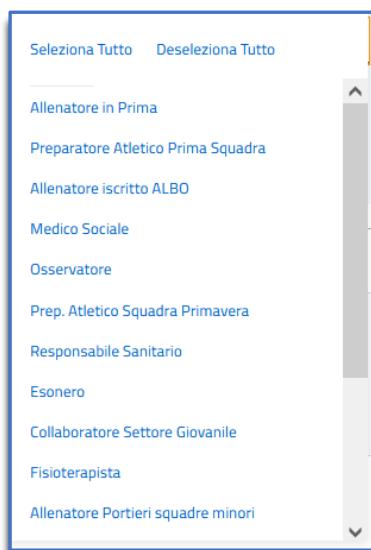 Seleziona Tutto Deseleziona Tutto
Allenatore in Prima
Preparatore Atletico Prima Squadra
Allenatore iscritto ALBO
Medico Sociale
Osservatore
Prep. Atletico Squadra Primavera
Responsabile Sanitario
Esonero
Collaboratore Settore Giovanile
Fisioterapista
Allenatore Portieri squadre minori